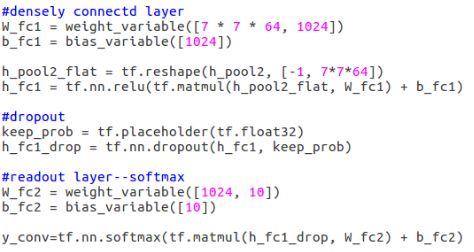 #densely connectd layer
W_fc1 = weight_variable([7 * 7 * 64, 1024])
b_fc1 = bias_variable([1024])
h_pool2_flat = tf.reshape(h_pool2, [-1, 7*7*64])
h_fc1 = tf.nn.relu(tf.matmul(h_pool2_flat, W_fc1) + b_fc1)
#dropout
keep_prob = tf.placeholder(tf.float32)
h_fc1_drop = tf.nn.dropout(h_fc1, keep_prob)
#readout layer--softmax
W_fc2 = weight_variable([1024, 10])
b_fc2 = bias_variable([10])
y_conv=tf.nn.softmax(tf.matmul(h_fc1_drop, W_fc2) + b_fc2)